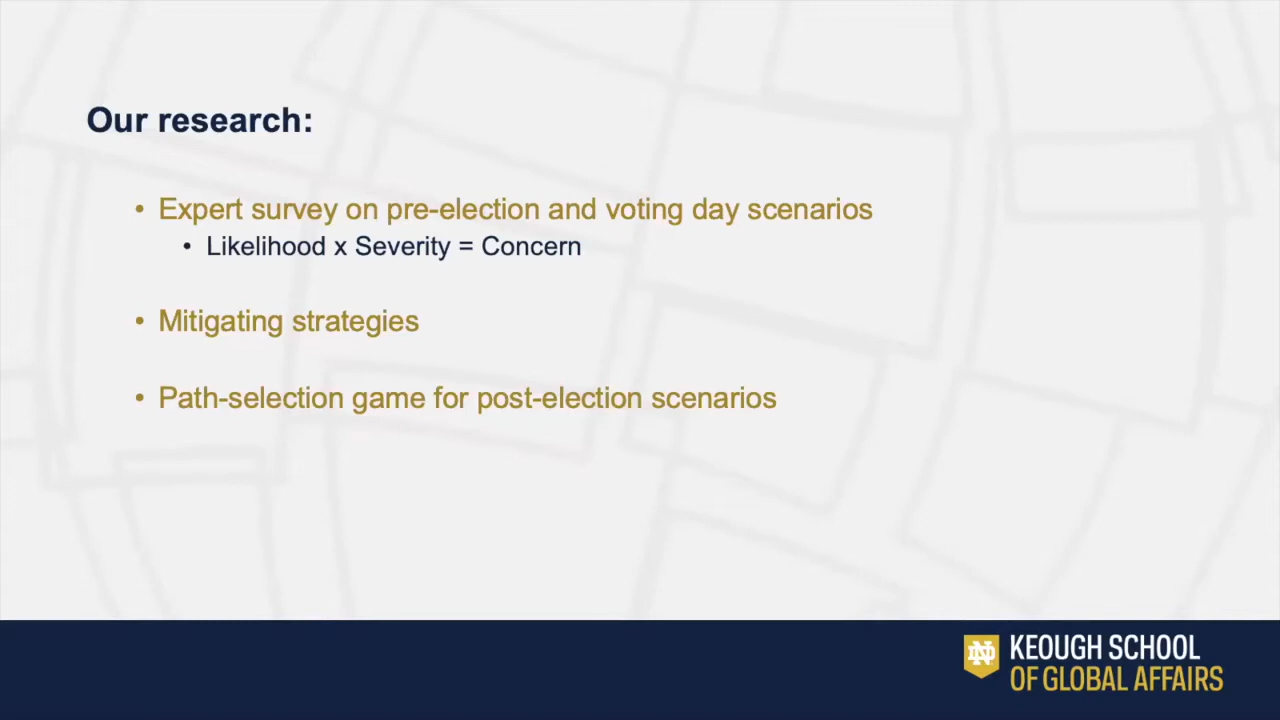 Our research:
• Expert survey on pre-election and voting day scenarios
• Likelihood x Severity = Concern
• Mitigating strategies
• Path-selection game for post-election scenarios
ND
KEOUGH SCHOOL
OF GLOBAL AFFAIRS